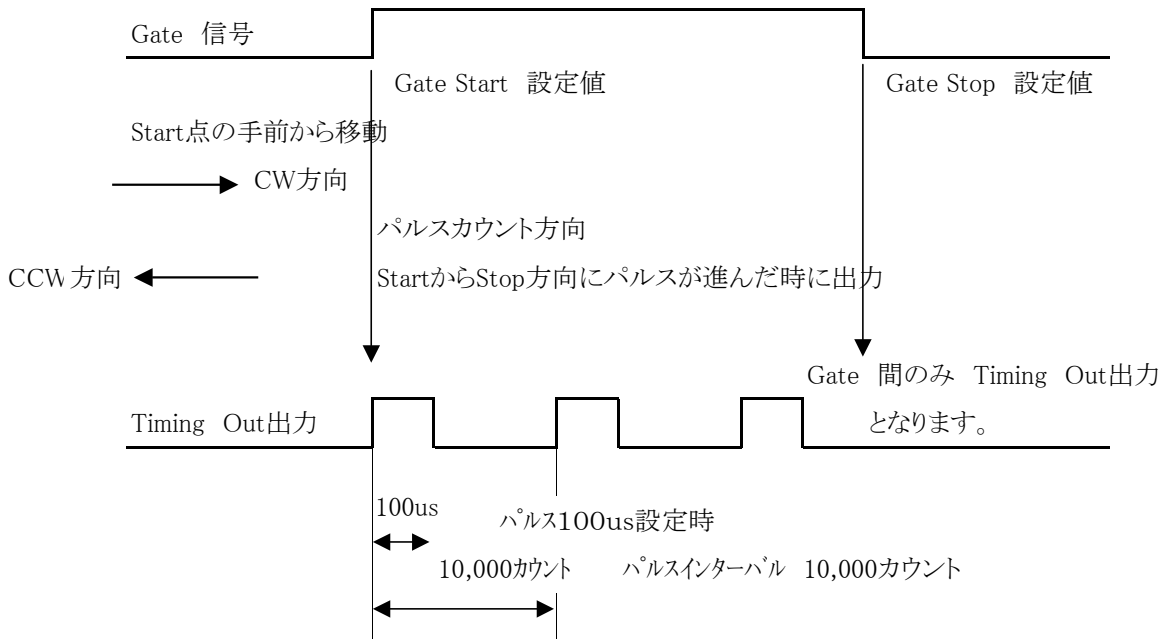 Gate 信号
Gate Start 設定値
Gate Stop 設定値
Start点の手前から移動
CW方向
パルスカウント方向
CCW方向
StartからStop方向にパルスが進んだ時に出力
Gate 間のみ Timing Out出力
となります。
Timing Out出力
100us
パルス100us設定時
10,000カウント パルスインターバル 10,000カウント